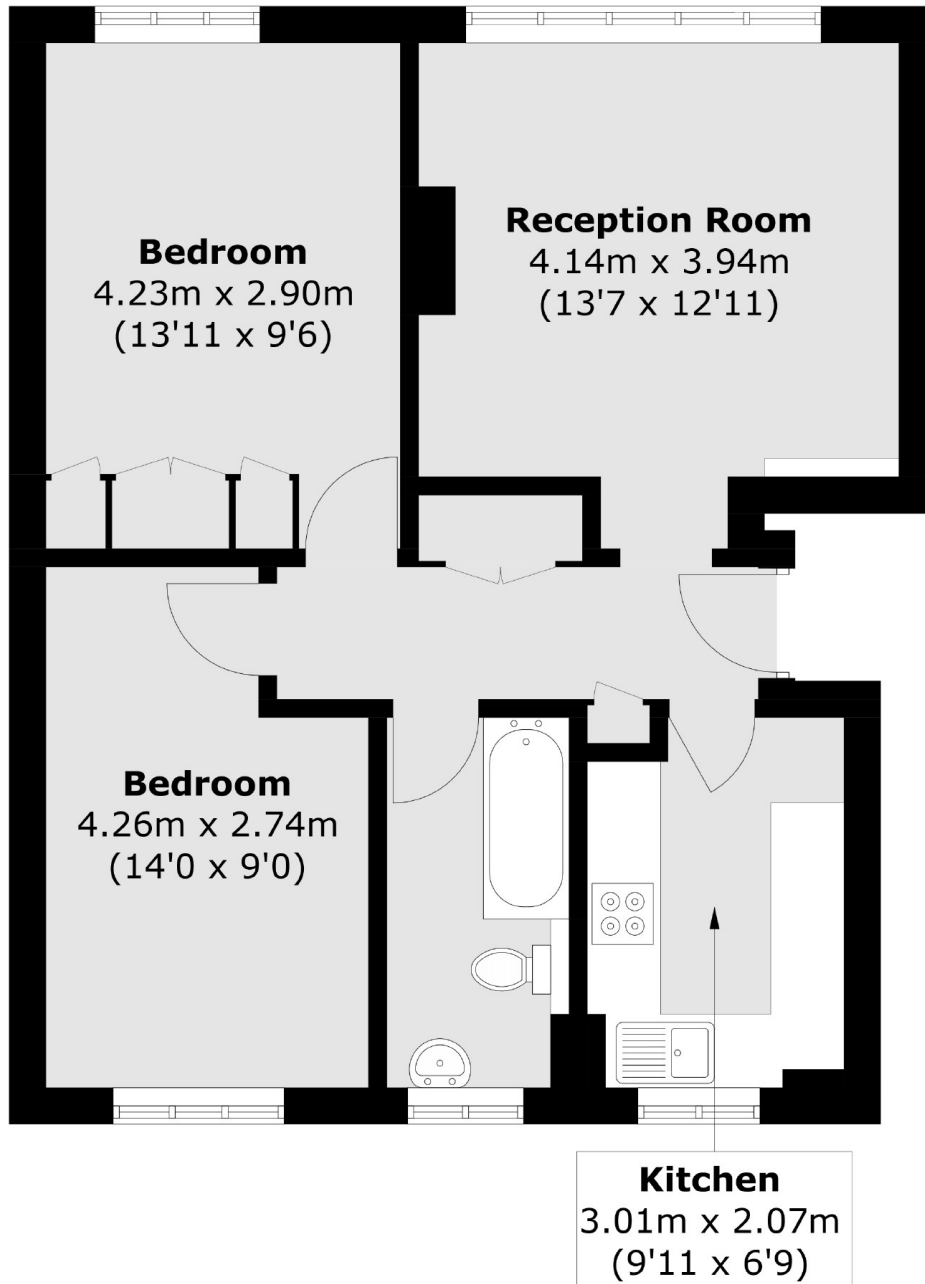 Bedroom
4.23m x 2.90m
(13'11 x 9'6)
Reception Room
4.14m x 3.94m
(13'7 x 12'11)
Bedroom
4.26m x 2.74m
(14'0 x 9'0)
Kitchen
3.01m x 2.07m
(9'11 x 6'9)